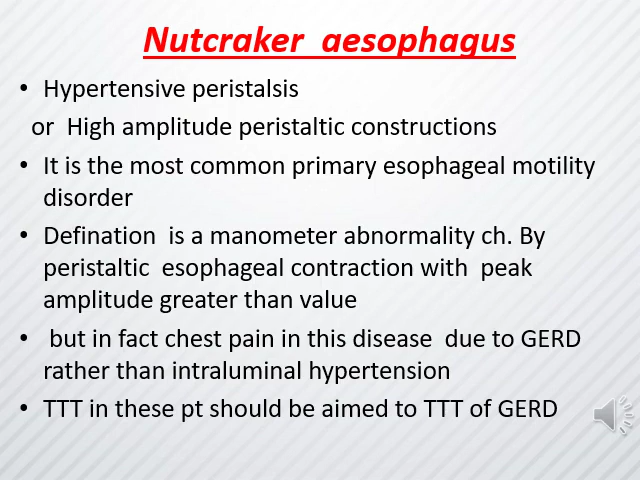 Nutcraker aesophagus
• Hypertensive peristalsis
or High amplitude peristaltic constructions
• It is the most common primary esophageal motility
disorder
• Defination is a manometer abnormality ch. By
peristaltic esophageal contraction with peak
amplitude greater than value
• but in fact chest pain in this disease due to GERD
rather than intraluminal hypertension
• TTT in these pt should be aimed to TTT of GERD